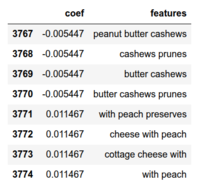 coef features
3767 -0.005447 peanut butter cashews
3768 -0.005447 cashews prunes
3769 -0.005447 butter cashews
3770 -0.005447 butter cashews prunes
3771 0.011467 with peach preserves
3772 0.011467 cheese with peach
3773 0.011467 cottage cheese with
3774 0.011467 with peach